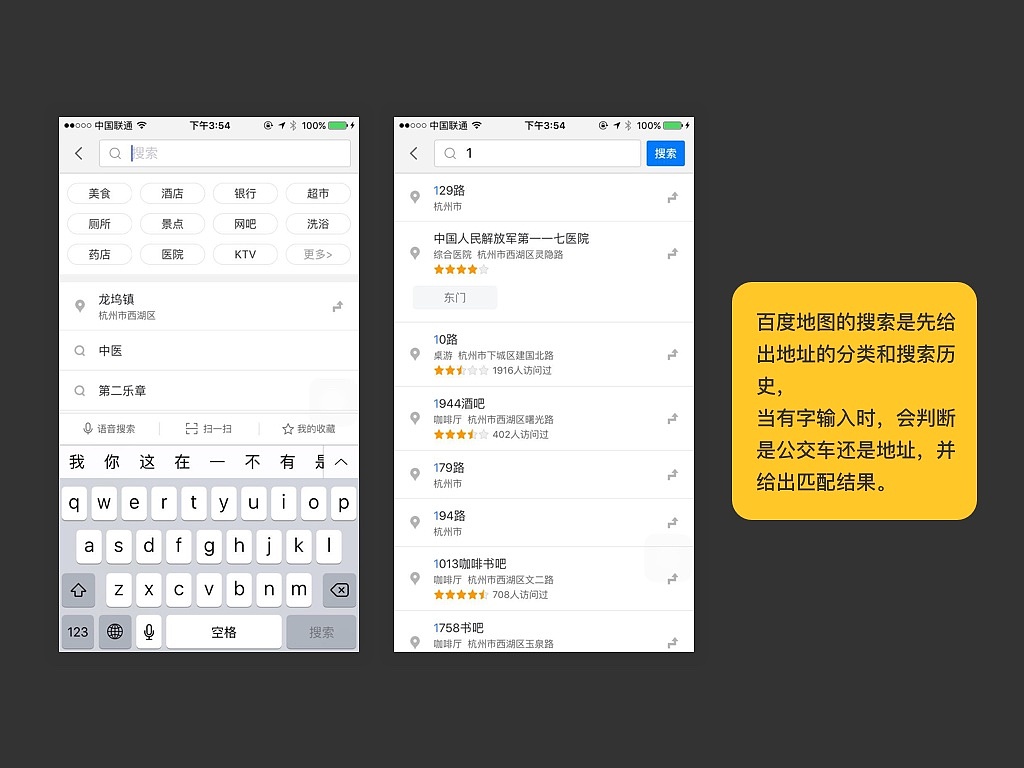 中国联通
下午3:54
100%
搜索
美食
酒店
银行
超市
厕所
景点
网吧
洗浴
药店
医院
KTV
更多>
龙坞镇
杭州市西湖区
中医
第二乐章
语音搜索
扫一扫
我的收藏
我 你 这 在 一 不 有
q w e r t y u i o p
a s d f g h j k l
z x c v b n m
123
空格
搜索
中国联通
下午3:54
100%
1
搜索
129路
杭州市
中国人民解放军第一一七医院
综合医院 杭州市西湖区灵隐路
东门
10路
桌游 杭州市下城区建国北路
1916人访问过
1944酒吧
咖啡厅 杭州市西湖区曙光路
402人访问过
179路
杭州市
194路
杭州市
1013咖啡书吧
咖啡厅 杭州市西湖区文二路
708人访问过
1758书吧
咖啡厅 杭州市西湖区玉泉路
百度地图的搜索是先给
出地址的分类和搜索历
史，
当有字输入时，会判断
是公交车还是地址，并
给出匹配结果。